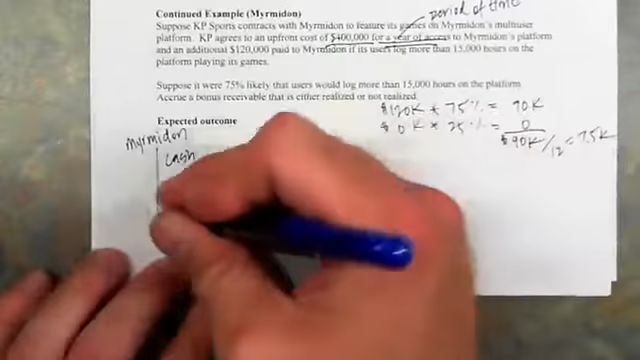 period of time
Continued Example (Myrmidon)
Suppose KP Sports contracts with Myrmidon to feature its games on Myrmidon's multiuser
platform. KP agrees to an upfront cost of $400,000 for a year of access to Myrmidon's platform
and an additional $120,000 paid to Myrmidon if its users log more than 15,000 hours on the
platform playing its games.
Suppose it were 75% likely that users would log more than 15,000 hours on the platform
Accrue a bonus receivable that is either realized or not realized.
Expected outcome
$120K * 75% = 90K
$ 0K * 25% = 0
$90K/12 = 7.5K
Myrmidon
Cash